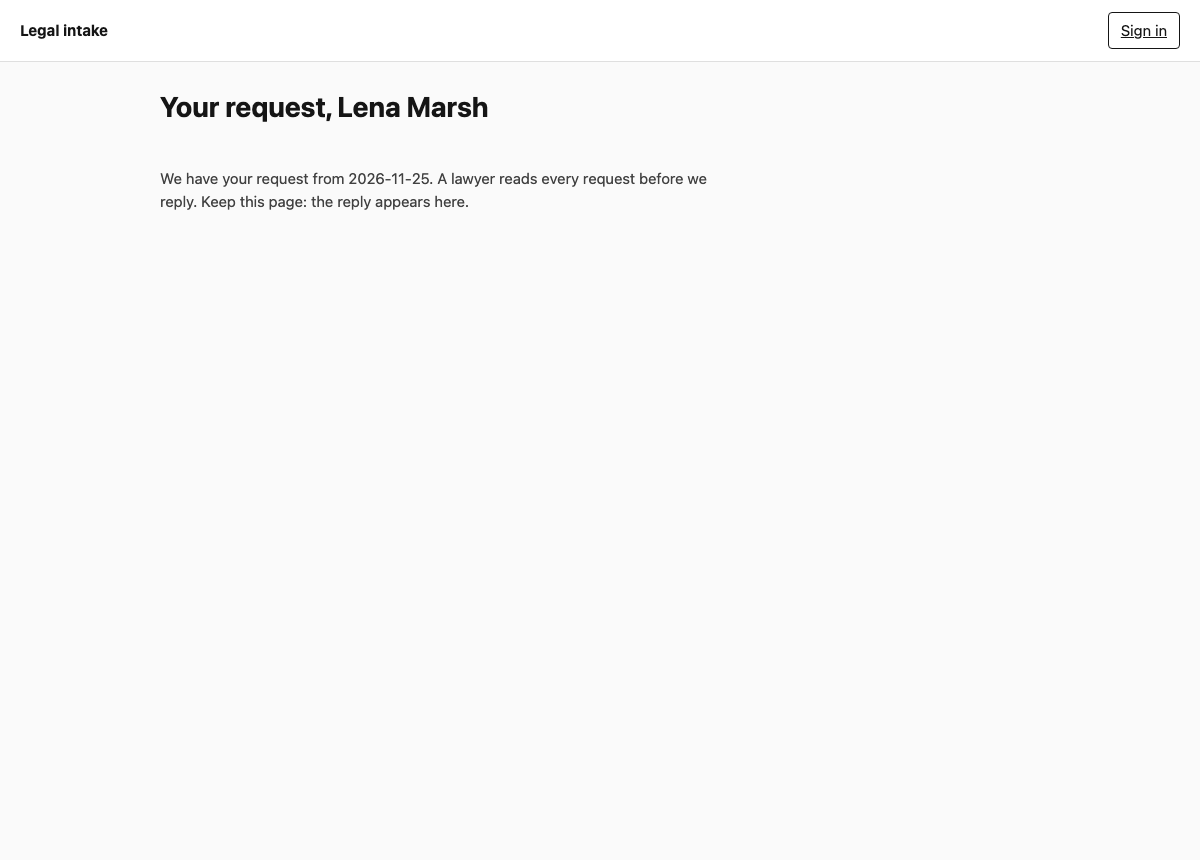 Legal intake
Sign in
Your request, Lena Marsh
We have your request from 2026-11-25. A lawyer reads every request before we
reply. Keep this page: the reply appears here.